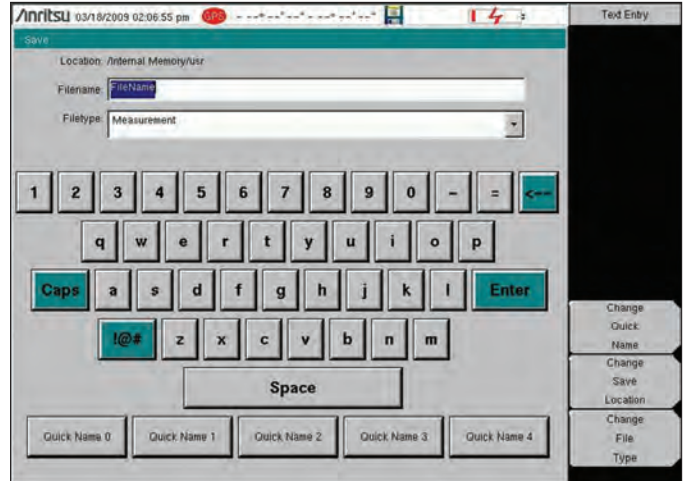 Anritsu 03/18/2009 02:06:55 pm GPS - --°--'--.--" - --°--'--.--"
Text Entry
Save
Location: /Internal Memory/usr
Filename: FileName
Filetype: Measurement
1 2 3 4 5 6 7 8 9 0 - = <--
q w e r t y u i o p
Caps a s d f g h j k l Enter
!@# z x c v b n m
Space
Quick Name 0 Quick Name 1 Quick Name 2 Quick Name 3 Quick Name 4
Change
Quick
Name
Change
Save
Location
Change
File
Type